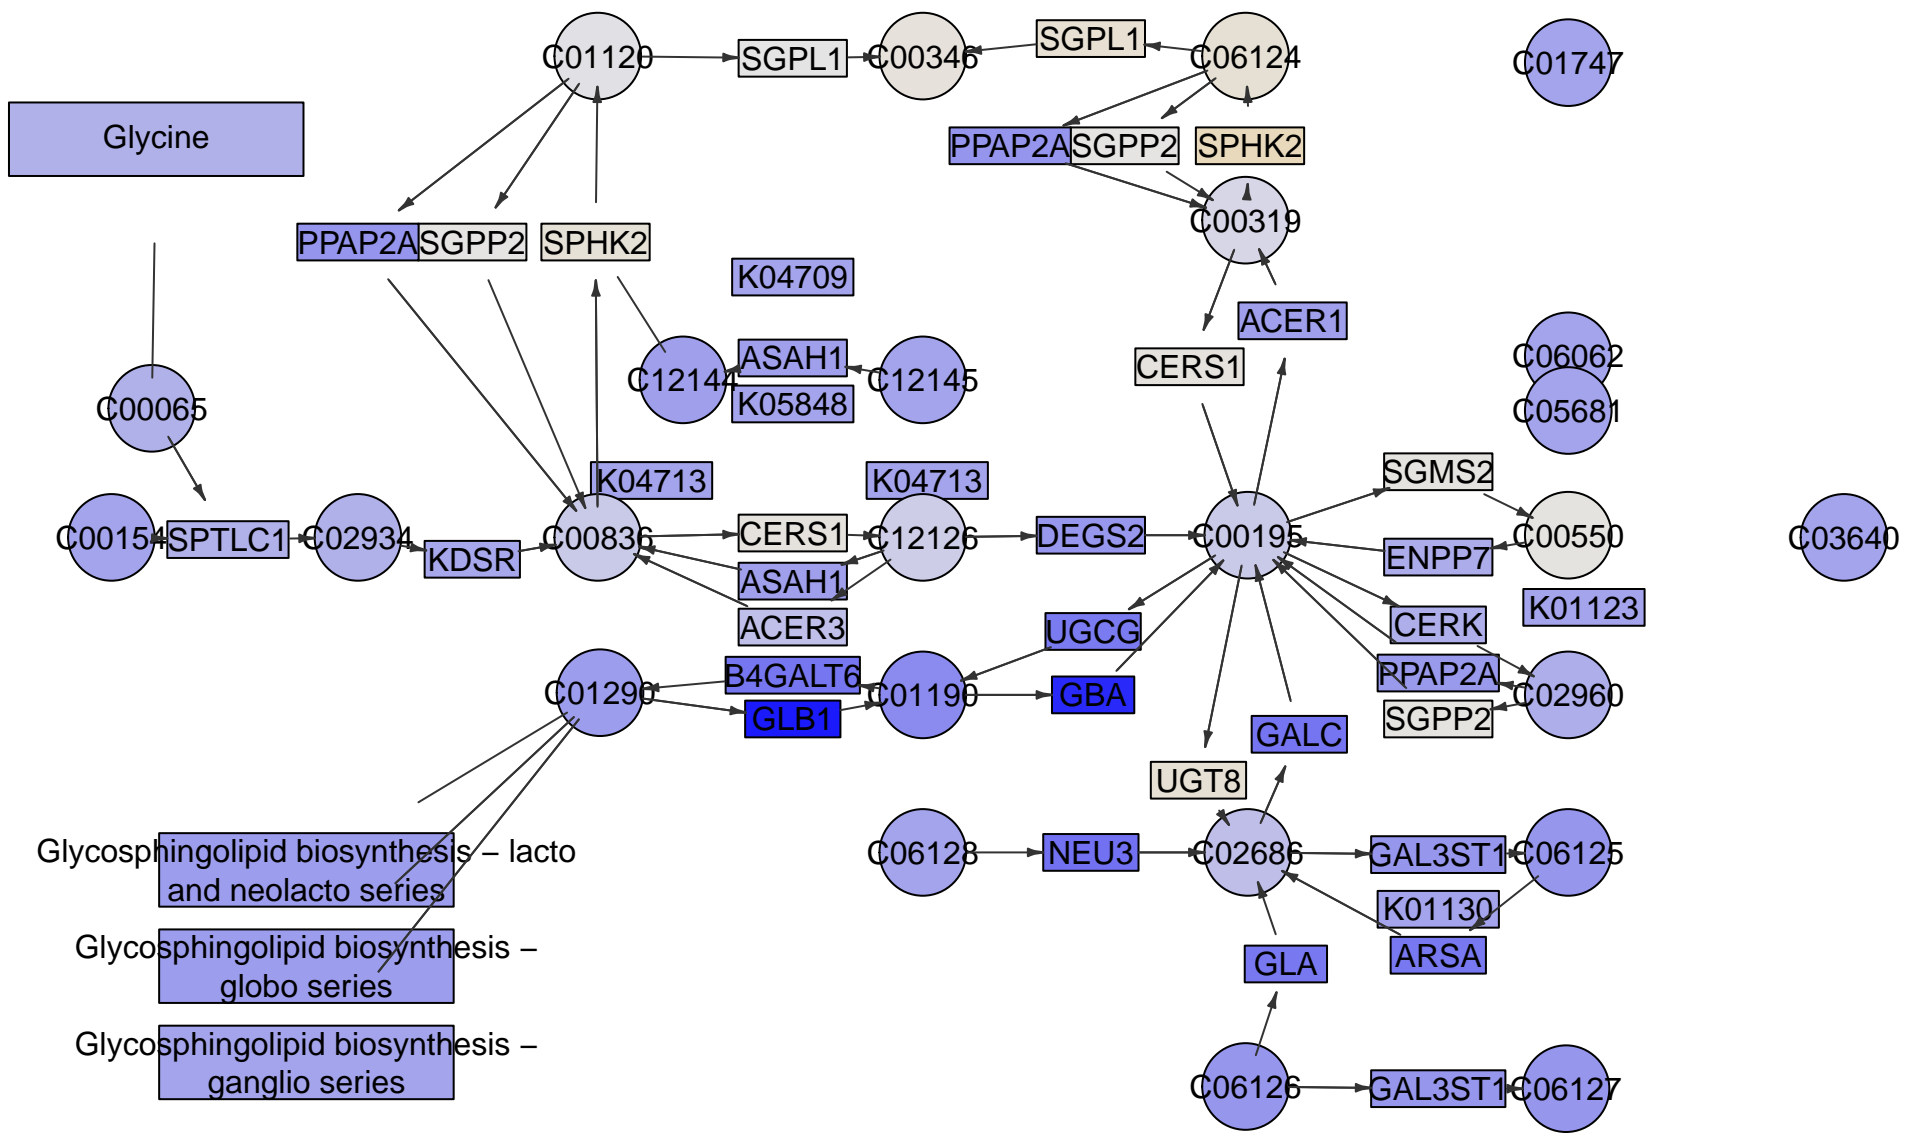 C01120
SGPL1
C00346
SGPL1
C06124
C01747
Glycine
PPAP2A
SGPP2
SPHK2
C00319
PPAP2A
SGPP2
SPHK2
K04709
ACER1
C12144
ASAH1
C12145
CERS1
C06062
K05848
C05681
C00065
K04713
K04713
SGMS2
C00154
SPTLC1
C02934
KDSR
C00836
CERS1
C12126
DEGS2
C00195
ENPP7
C00550
C03640
ASAH1
K01123
ACER3
UGCG
CERK
C01290
B4GALT6
GLB1
C01190
GBA
PPAP2A
C02960
SGPP2
GALC
UGT8
Glycosphingolipid biosynthesis – lacto
and neolacto series
C06128
NEU3
C02686
GAL3ST1
C06125
K01130
Glycosphingolipid biosynthesis –
globo series
GLA
ARSA
Glycosphingolipid biosynthesis –
ganglio series
C06126
GAL3ST1
C06127